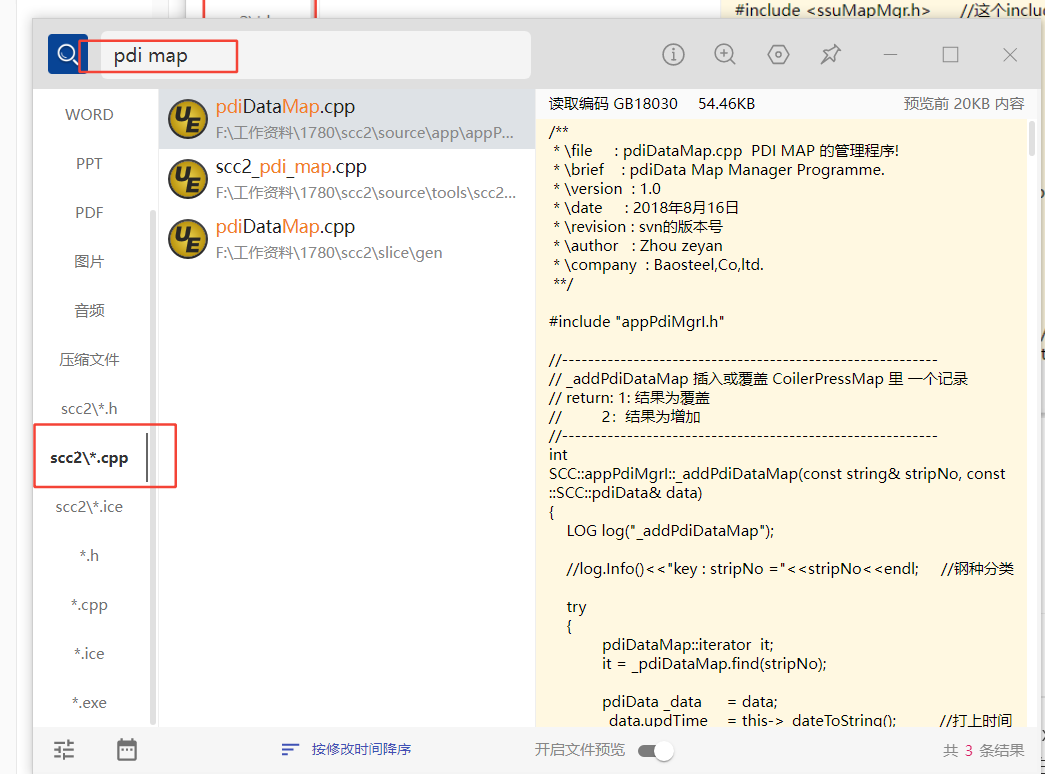 #include <ssuMapMgr.h> //这个inclu
pdi map
WORD
PPT
PDF
图片
音频
压缩文件
scc2\*.h
scc2\*.cpp
scc2\*.ice
*.h
*.cpp
*.ice
*.exe
pdiDataMap.cpp
F:\工作资料\1780\scc2\source\app\appP...
scc2_pdi_map.cpp
F:\工作资料\1780\scc2\source\tools\scc2...
pdiDataMap.cpp
F:\工作资料\1780\scc2\slice\gen
读取编码 GB18030 54.46KB 预览前 20KB 内容
/**
* \file : pdiDataMap.cpp PDI MAP 的管理程序!
* \brief : pdiData Map Manager Programme.
* \version : 1.0
* \date : 2018年8月16日
* \revision : svn的版本号
* \author : Zhou zeyan
* \company : Baosteel,Co,ltd.
**/
#include "appPdiMgrI.h"
//----------------------------------------------------------
// _addPdiDataMap 插入或覆盖 CoilerPressMap 里 一个记录
// return: 1: 结果为覆盖
// 2：结果为增加
//----------------------------------------------------------
int
SCC::appPdiMgrI::_addPdiDataMap(const string& stripNo, const
::SCC::pdiData& data)
{
LOG log("_addPdiDataMap");
//log.Info()<<"key : stripNo ="<<stripNo<<endl; //钢种分类
try
{
pdiDataMap::iterator it;
it = _pdiDataMap.find(stripNo);
pdiData _data = data;
_data.updTime = this->_dateToString(); //打上时间
按修改时间降序
开启文件预览
共 3 条结果